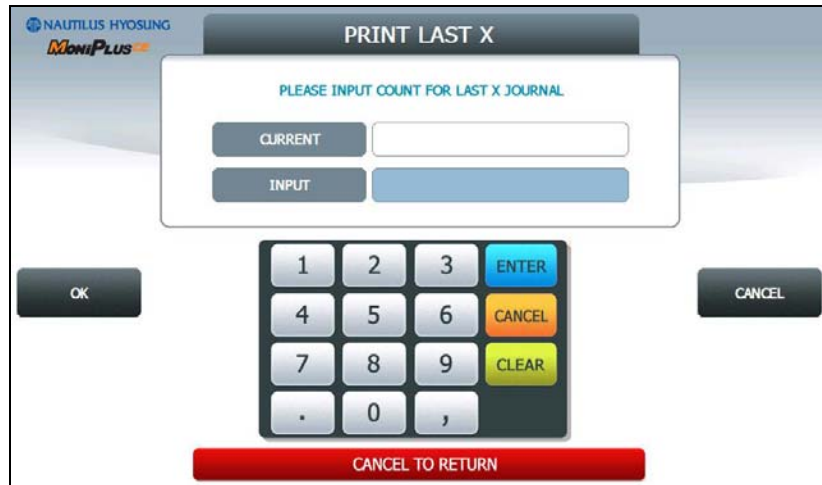 NAUTILUS HYOSUNG
MONIPLUS CE
PRINT LAST X
PLEASE INPUT COUNT FOR LAST X JOURNAL
CURRENT
INPUT
1 2 3 ENTER
OK
CANCEL
4 5 6 CANCEL
7 8 9 CLEAR
. 0 ,
CANCEL TO RETURN